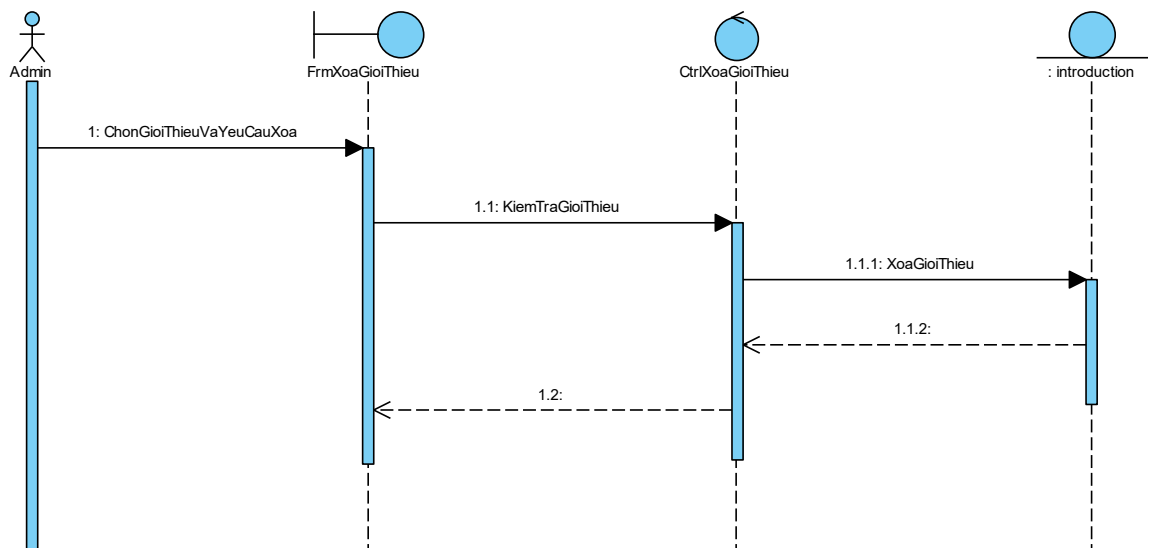 Admin
FrmXoaGioiThieu
CtrlXoaGioiThieu
: introduction
1: ChonGioiThieuVaYeuCauXoa
1.1: KiemTraGioiThieu
1.1.1: XoaGioiThieu
1.1.2:
1.2: